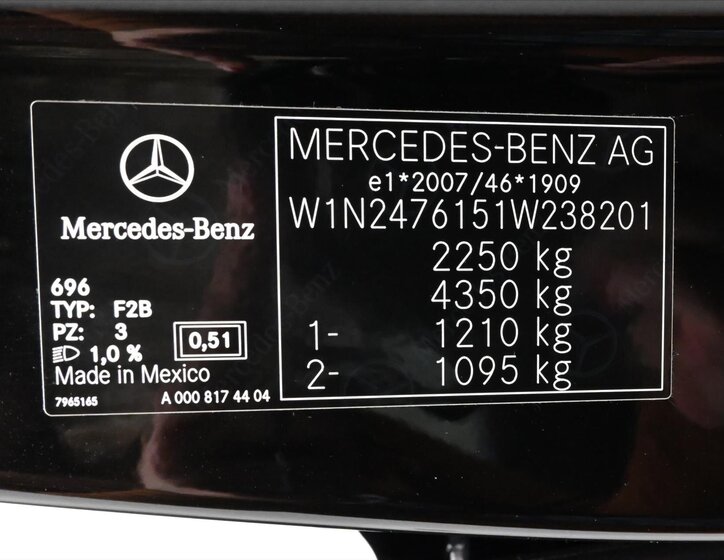 Mercedes-Benz
696
TYP: F2B
PZ: 3
1,0 %
0,51
Made in Mexico
7965165 A 000 817 44 04
MERCEDES-BENZ AG
e1*2007/46*1909
W1N2476151W238201
2250 kg
4350 kg
1- 1210 kg
2- 1095 kg